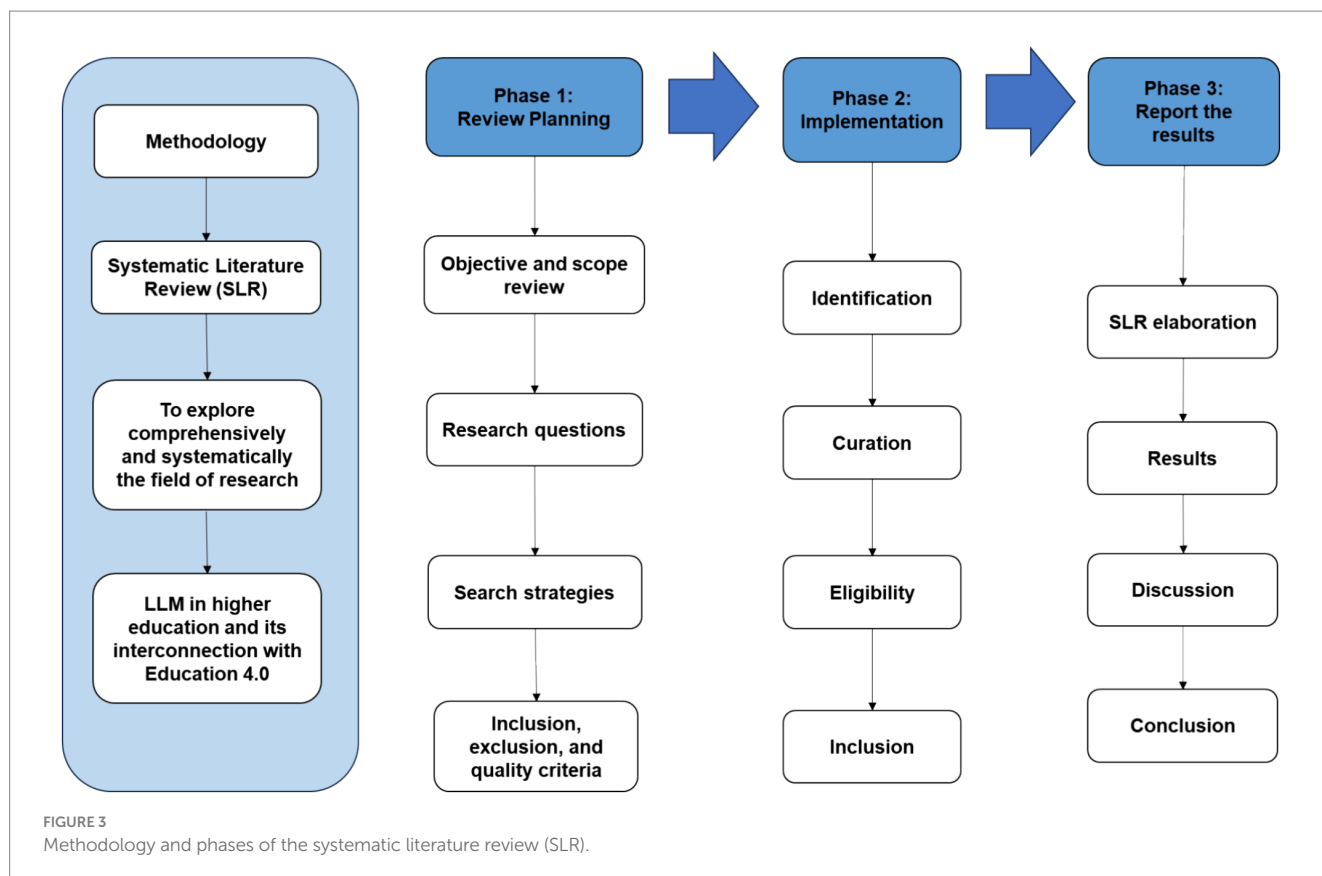 Methodology
Systematic Literature
Review (SLR)
To explore
comprehensively
and systematically
the field of research
LLM in higher
education and its
interconnection with
Education 4.0
Phase 1:
Review Planning
Objective and scope
review
Research questions
Search strategies
Inclusion,
exclusion, and
quality criteria
Phase 2:
Implementation
Identification
Curation
Eligibility
Inclusion
Phase 3:
Report the
results
SLR elaboration
Results
Discussion
Conclusion
FIGURE 3
Methodology and phases of the systematic literature review (SLR).